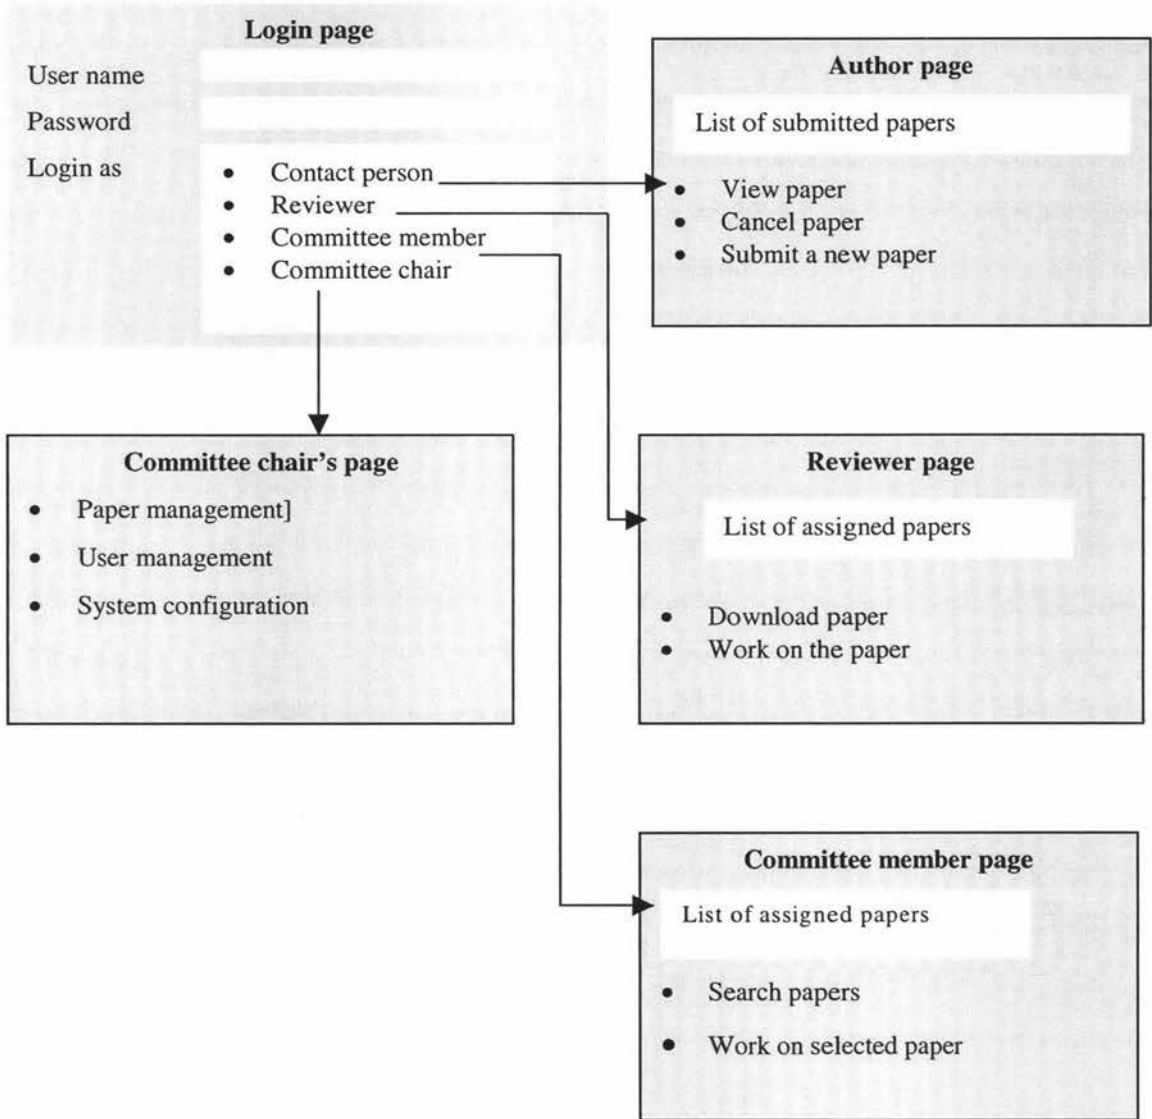 Login page
User name
Password
Login as
• Contact person
• Reviewer
• Committee member
• Committee chair
Author page
List of submitted papers
• View paper
• Cancel paper
• Submit a new paper
Committee chair's page
• Paper management]
• User management
• System configuration
Reviewer page
List of assigned papers
• Download paper
• Work on the paper
Committee member page
List of assigned papers
• Search papers
• Work on selected paper